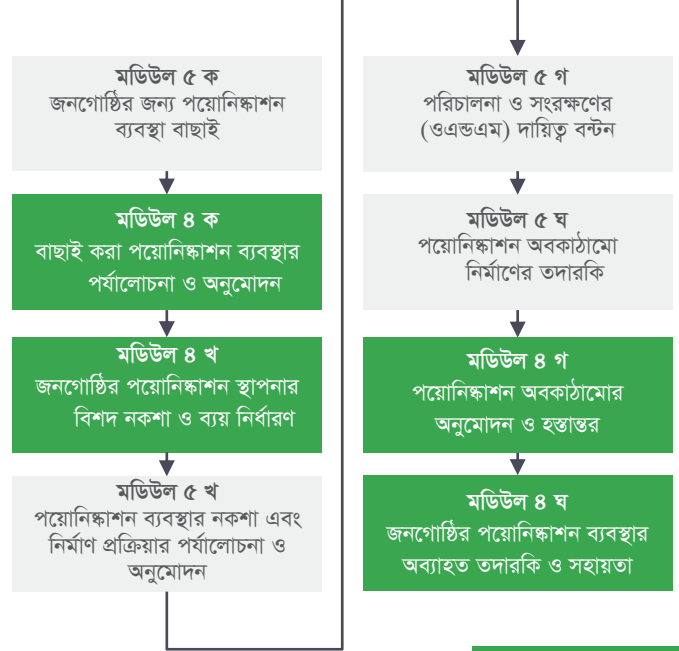 মডিউল ৫ ক
জনগোষ্ঠির জন্য পয়োনিষ্কাশন
ব্যবস্থা বাছাই
মডিউল ৪ ক
বাছাই করা পয়োনিষ্কাশন ব্যবস্থার
পর্যালোচনা ও অনুমোদন
মডিউল ৪ খ
জনগোষ্ঠির পয়োনিষ্কাশন স্থাপনার
বিশদ নকশা ও ব্যয় নির্ধারণ
মডিউল ৫ খ
পয়োনিষ্কাশন ব্যবস্থার নকশা এবং
নির্মাণ প্রক্রিয়ার পর্যালোচনা ও
অনুমোদন
মডিউল ৫ গ
পরিচালনা ও সংরক্ষণের
(ওএন্ডএম) দায়িত্ব বন্টন
মডিউল ৫ ঘ
পয়োনিষ্কাশন অবকাঠামো
নির্মাণের তদারকি
মডিউল ৪ গ
পয়োনিষ্কাশন অবকাঠামোর
অনুমোদন ও হস্তান্তর
মডিউল ৪ ঘ
জনগোষ্ঠির পয়োনিষ্কাশন ব্যবস্থার
অব্যাহত তদারকি ও সহায়তা